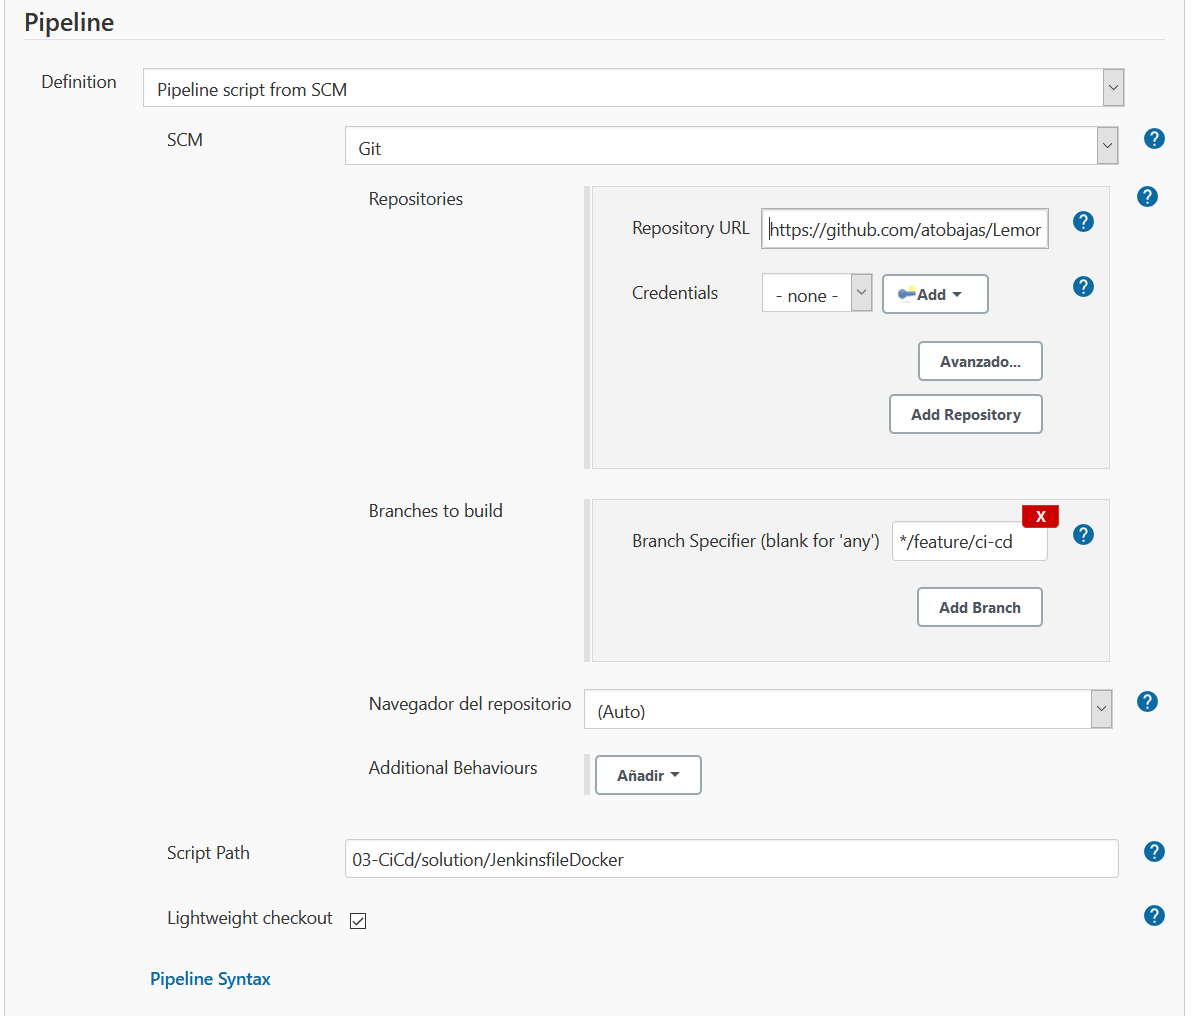 Pipeline
Definition
Pipeline script from SCM
SCM
Git
?
Repositories
?
Repository URL
https://github.com/atobajas/Lemor
?
Credentials
- none -
Add
?
Avanzado...
Add Repository
Branches to build
X
Branch Specifier (blank for 'any')
*/feature/ci-cd
?
Add Branch
Navegador del repositorio
(Auto)
?
Additional Behaviours
Añadir
Script Path
03-CiCd/solution/JenkinsfileDocker
?
Lightweight checkout
?
Pipeline Syntax